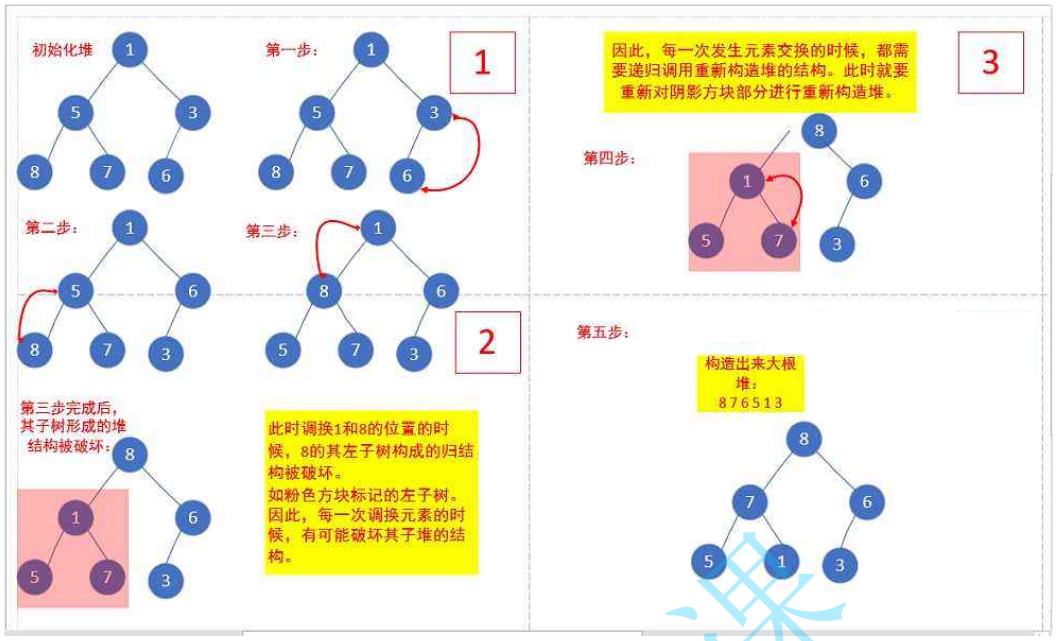 初始化堆
1
5
3
8
7
6
第一步：
1
1
5
3
8
7
6
第二步：
1
5
6
8
7
3
第三步：
1
8
6
5
7
3
2
第三步完成后，
其子树形成的堆
结构被破坏：
8
1
6
5
7
3
此时调换1和8的位置的时
候，8的其左子树构成的归结
构被破坏。
如粉色方块标记的左子树。
因此，每一次调换元素的时
候，有可能破坏其子堆的结
构。
因此，每一次发生元素交换的时候，都需
要递归调用重新构造堆的结构。此时就要
重新对阴影方块部分进行重新构造堆。
3
第四步：
8
1
6
5
7
3
第五步：
构造出来大根
堆：
8 7 6 5 1 3
8
7
6
5
1
3
课